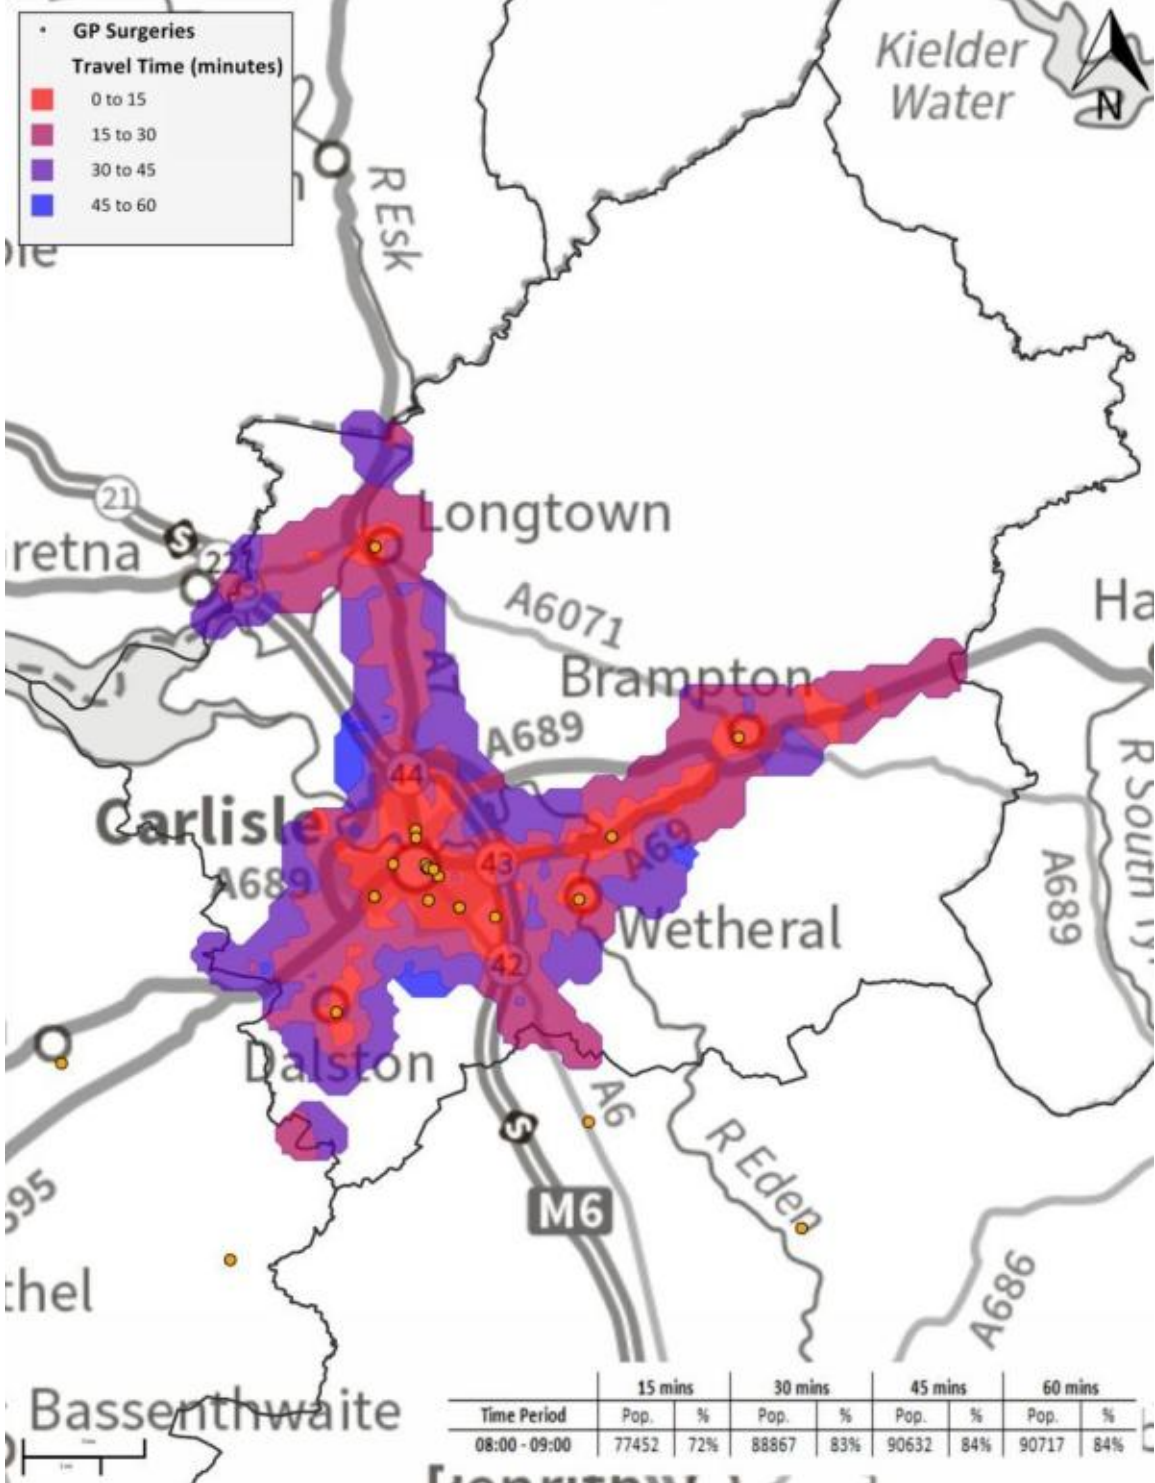 GP Surgeries
Travel Time (minutes)
0 to 15
15 to 30
30 to 45
45 to 60
Kielder
Water
N
R Esk
21
22
retna
Longtown
A6071
Ha
Brampton
A7
A689
44
Carlisle
A689
43
A69
A689
R South Ty
Wetheral
42
Dalston
A6
S
S
R Eden
M6
595
thel
A686
Bassenthwaite
15 mins 30 mins 45 mins 60 mins
Time Period Pop. % Pop. % Pop. % Pop. %
08:00 - 09:00 77452 72% 88867 83% 90632 84% 90717 84%